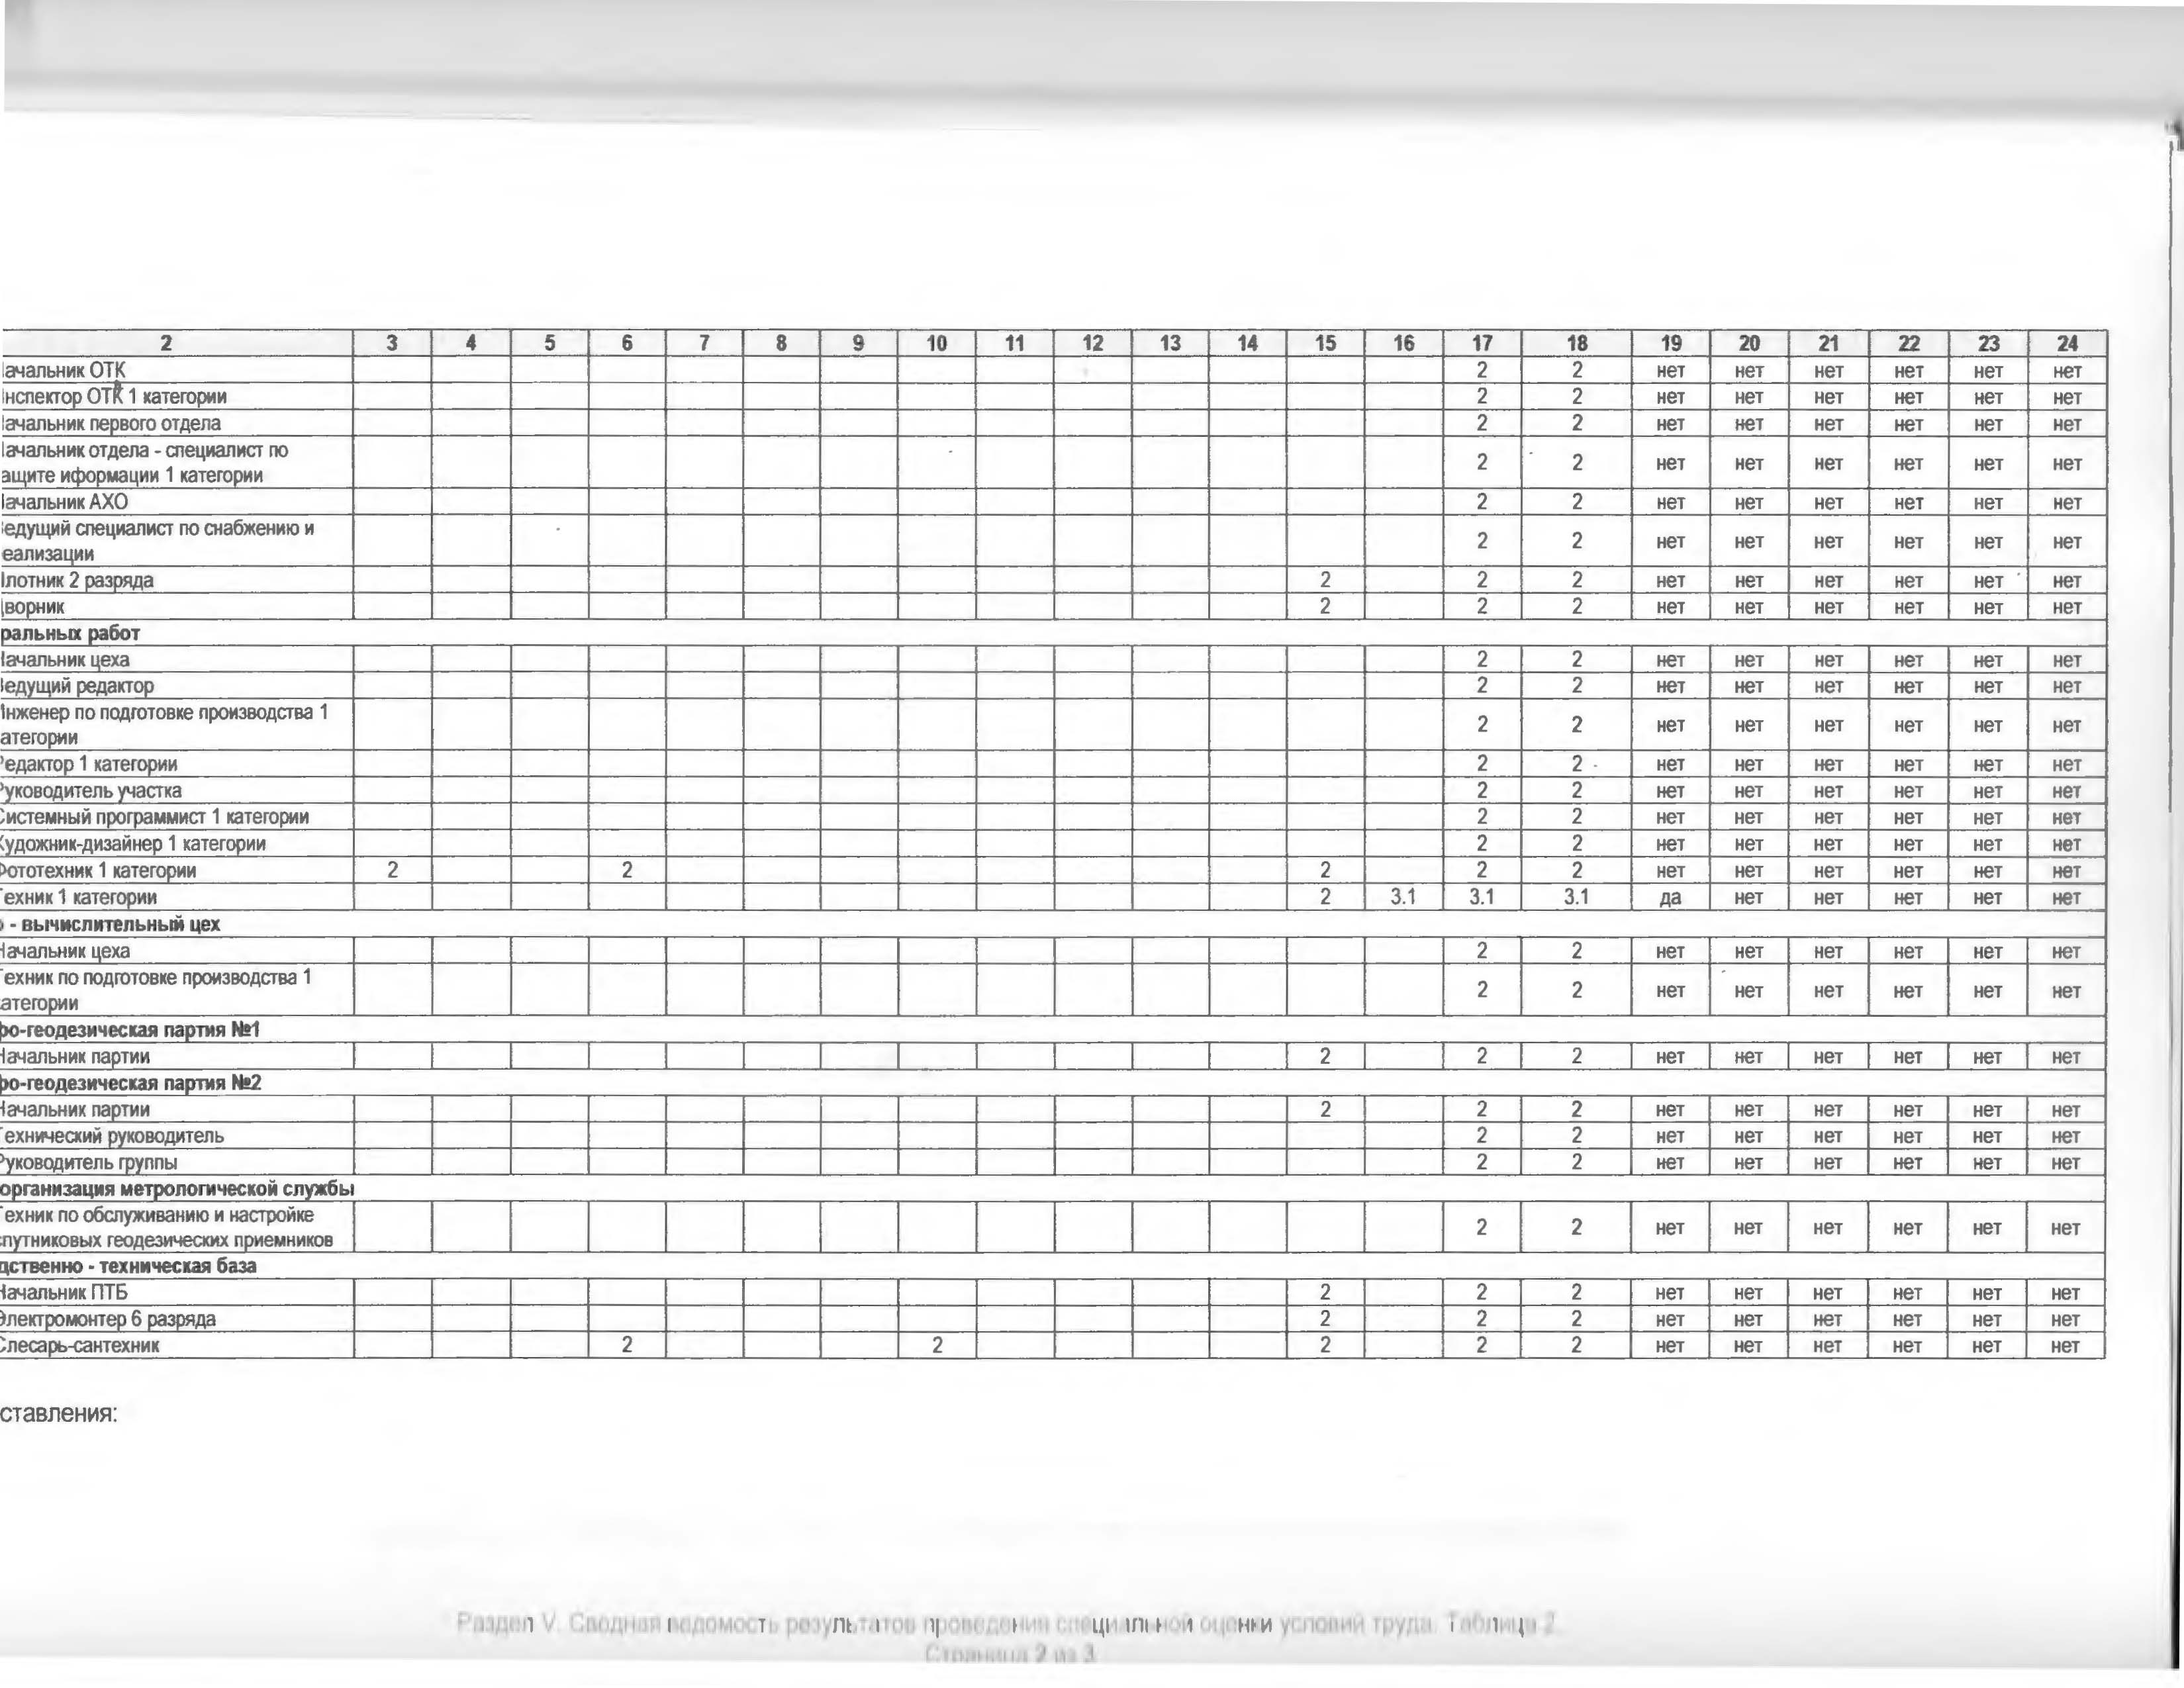 2 3 4 5 6 7 8 9 10 11 12 13 14 15 16 17 18 19 20 21 22 23 24
ачальник ОТК 2 2 нет нет нет нет нет нет
нспектор ОТК 1 категории 2 2 нет нет нет нет нет нет
ачальник первого отдела 2 2 нет нет нет нет нет нет
ачальник отдела - специалист по
ащите иформации 1 категории 2 2 нет нет нет нет нет нет
ачальник АХО 2 2 нет нет нет нет нет нет
едущий специалист по снабжению и
еализации 2 2 нет нет нет нет нет нет
лотник 2 разряда 2 2 2 нет нет нет нет нет нет
ворник 2 2 2 нет нет нет нет нет нет
ральных работ
ачальник цеха 2 2 нет нет нет нет нет нет
едущий редактор 2 2 нет нет нет нет нет нет
нженер по подготовке производства 1
атегории 2 2 нет нет нет нет нет нет
едактор 1 категории 2 2 нет нет нет нет нет нет
уководитель участка 2 2 нет нет нет нет нет нет
истемный программист 1 категории 2 2 нет нет нет нет нет нет
удожник-дизайнер 1 категории 2 2 нет нет нет нет нет нет
Фототехник 1 категории 2 2 2 2 2 нет нет нет нет нет нет
ехник 1 категории 2 3.1 3.1 3.1 да нет нет нет нет нет
- вычислительный цех
Начальник цеха 2 2 нет нет нет нет нет нет
ехник по подготовке производства 1
атегории 2 2 нет нет нет нет нет нет
фо-геодезическая партия №1
Начальник партии 2 2 2 нет нет нет нет нет нет
фо-геодезическая партия №2
Начальник партии 2 2 2 нет нет нет нет нет нет
ехнический руководитель 2 2 нет нет нет нет нет нет
Руководитель группы 2 2 нет нет нет нет нет нет
организация метрологической службы
ехник по обслуживанию и настройке
спутниковых геодезических приемников 2 2 нет нет нет нет нет нет
дственно - техническая база
Начальник ПТБ 2 2 2 нет нет нет нет нет нет
Электромонтер 6 разряда 2 2 2 нет нет нет нет нет нет
Слесарь-сантехник 2 2 2 2 2 нет нет нет нет нет нет
ставления:
Раздел V. Сводная ведомость результатов проведения специальной оценки условий труда. Таблица 2.
Страница 2 из 3